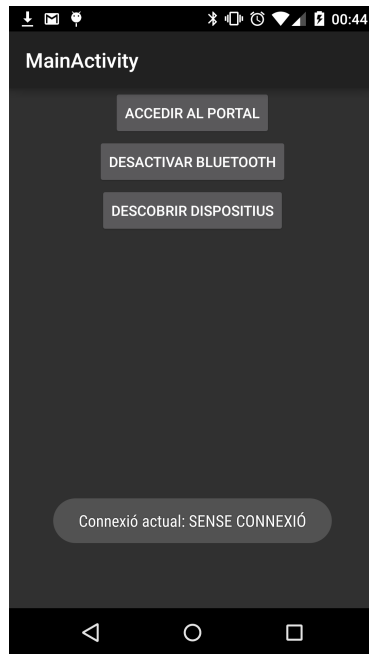 00:44
MainActivity
ACCEDIR AL PORTAL
DESACTIVAR BLUETOOTH
DESCOBRIR DISPOSITIUS
Connexió actual: SENSE CONNEXIÓ